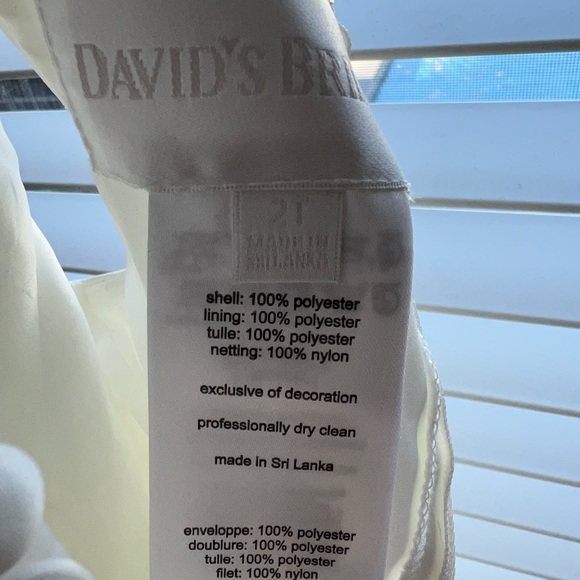 DAVID'S BRI
2T
MADE IN
SRI LANKA
shell: 100% polyester
lining: 100% polyester
tulle: 100% polyester
netting: 100% nylon
exclusive of decoration
professionally dry clean
made in Sri Lanka
enveloppe: 100% polyester
doublure: 100% polyester
tulle: 100% polyester
filet: 100% nylon